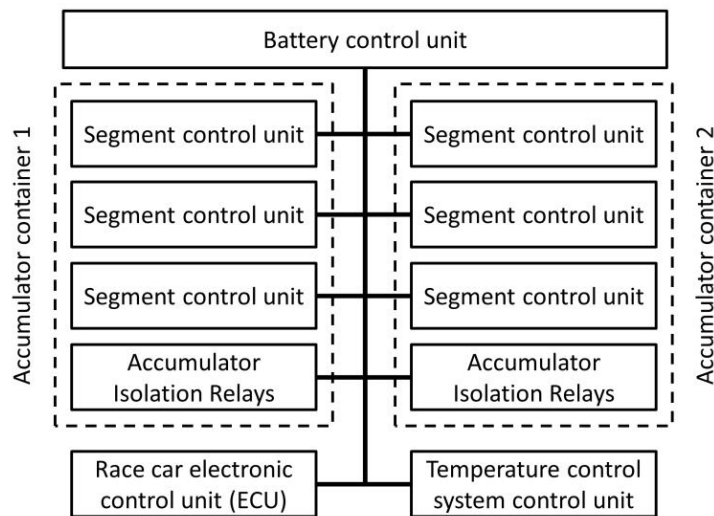 Battery control unit
Accumulator container 1
Segment control unit
Segment control unit
Segment control unit
Accumulator
Isolation Relays
Segment control unit
Segment control unit
Segment control unit
Accumulator
Isolation Relays
Accumulator container 2
Race car electronic
control unit (ECU)
Temperature control
system control unit